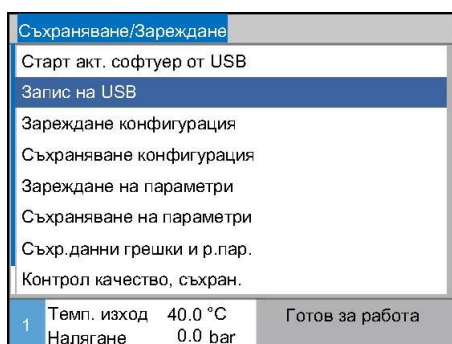 Съхраняване/Зареждане
Старт акт. софтуер от USB
Запис на USB
Зареждане конфигурация
Съхраняване конфигурация
Зареждане на параметри
Съхраняване на параметри
Съхр.данни грешки и р.пар.
Контрол качество, съхран.
1 Темп. изход 40.0 °C Готов за работа
Налягане 0.0 bar